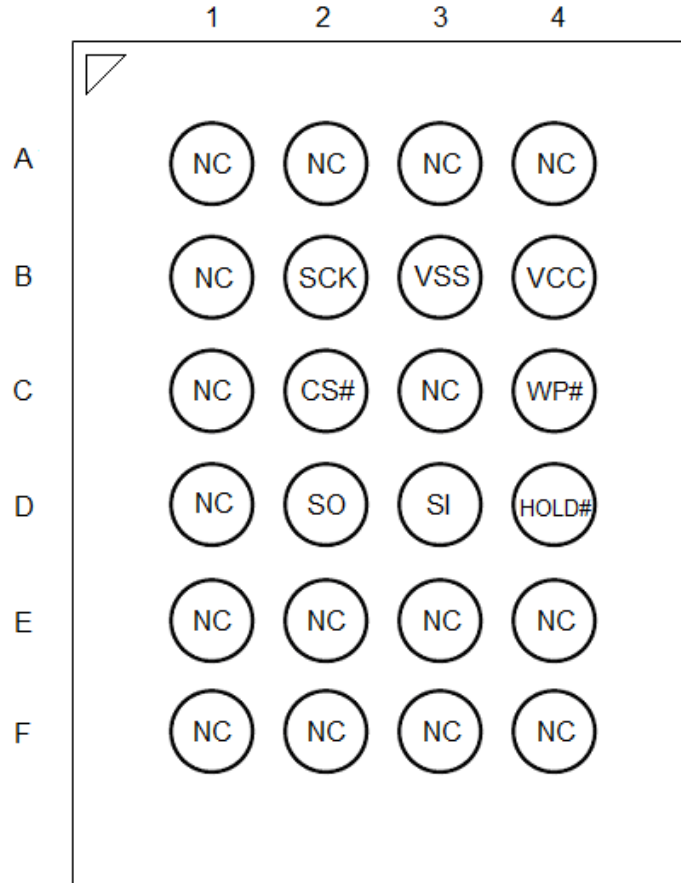 1 2 3 4
A NC NC NC NC
B NC SCK VSS VCC
C NC CS# NC WP#
D NC SO SI HOLD#
E NC NC NC NC
F NC NC NC NC